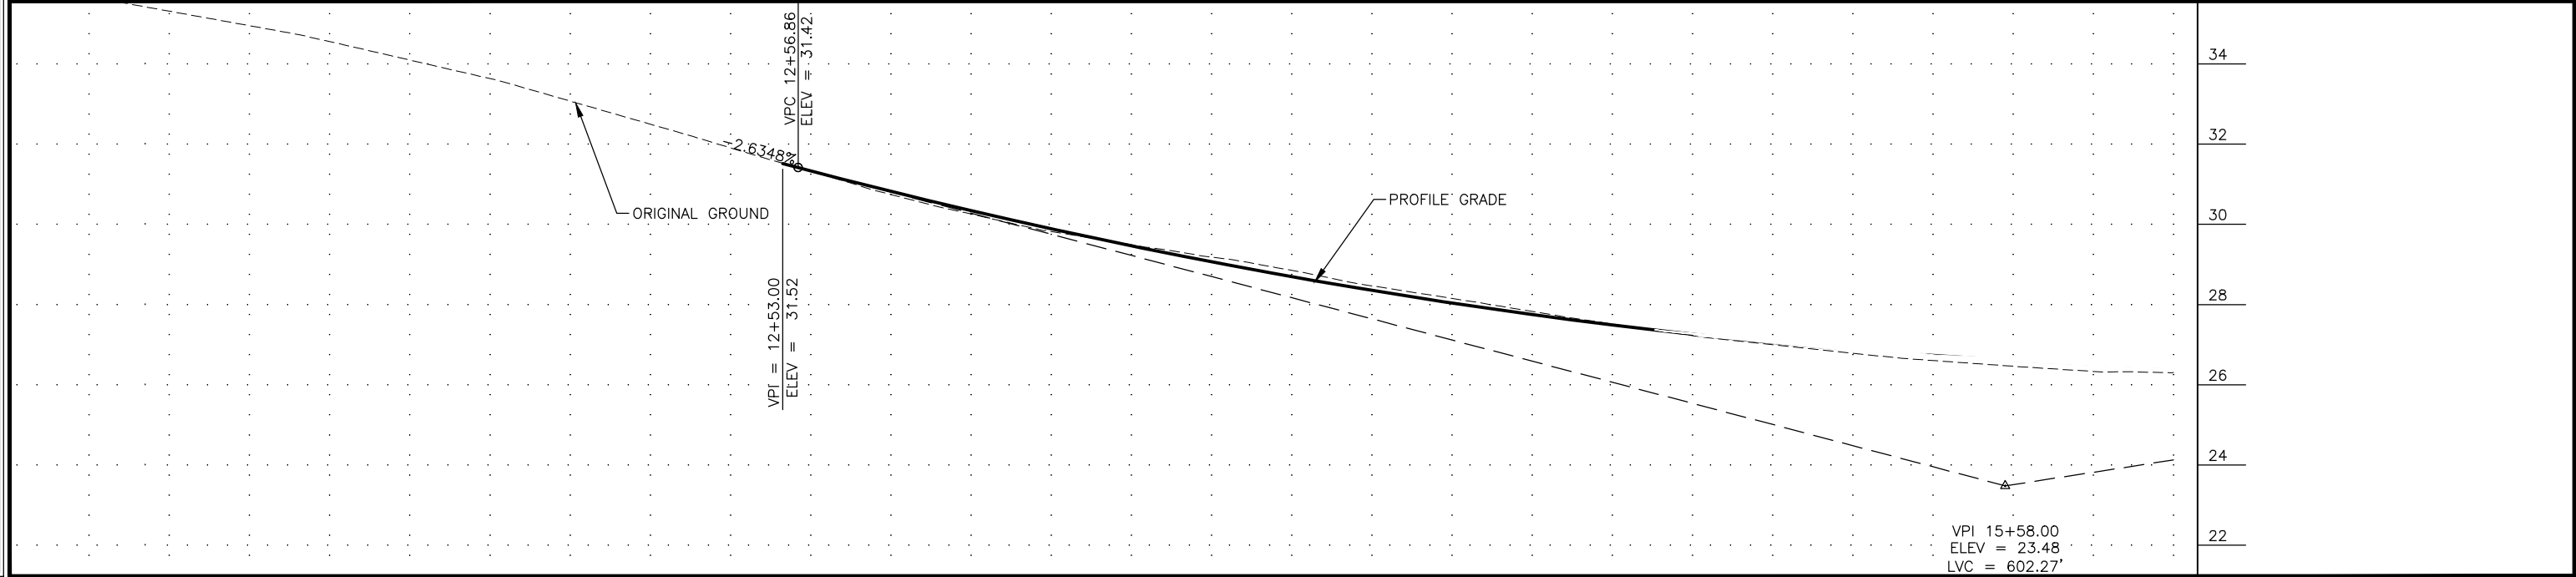 VPC 12+56.86
ELEV = 31.42
-2.6348%
ORIGINAL GROUND
PROFILE GRADE
VPI = 12+53.00
ELEV = 31.52
34
32
30
28
26
24
22
VPI 15+58.00
ELEV = 23.48
LVC = 602.27'